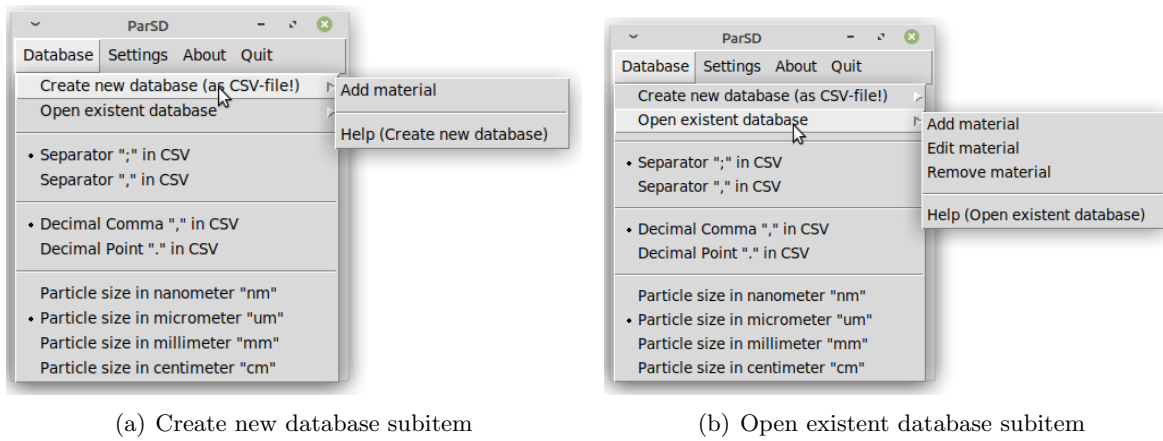 ParSD
Database Settings About Quit
Create new database (as CSV-file!)
Open existent database
Separator ";" in CSV
Separator "," in CSV
Decimal Comma "," in CSV
Decimal Point "." in CSV
Particle size in nanometer "nm"
Particle size in micrometer "um"
Particle size in millimeter "mm"
Particle size in centimeter "cm"
Add material
Help (Create new database)
(a) Create new database subitem
ParSD
Database Settings About Quit
Create new database (as CSV-file!)
Open existent database
Separator ";" in CSV
Separator "," in CSV
Decimal Comma "," in CSV
Decimal Point "." in CSV
Particle size in nanometer "nm"
Particle size in micrometer "um"
Particle size in millimeter "mm"
Particle size in centimeter "cm"
Add material
Edit material
Remove material
Help (Open existent database)
(b) Open existent database subitem